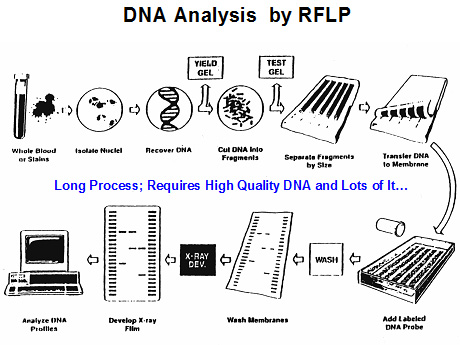 DNA Analysis by RFLP
YIELD
GEL
TEST
GEL
Whole Blood
or Stains
Isolate Nuclei
Recover DNA
Cut DNA Into
Fragments
Separate Fragments
by Size
Transfer DNA
to Membrane
Long Process; Requires High Quality DNA and Lots of It...
X-RAY
DEV.
WASH
Analyze DNA
Profiles
Develop X-ray
Film
Wash Membranes
Add Labeled
DNA Probe